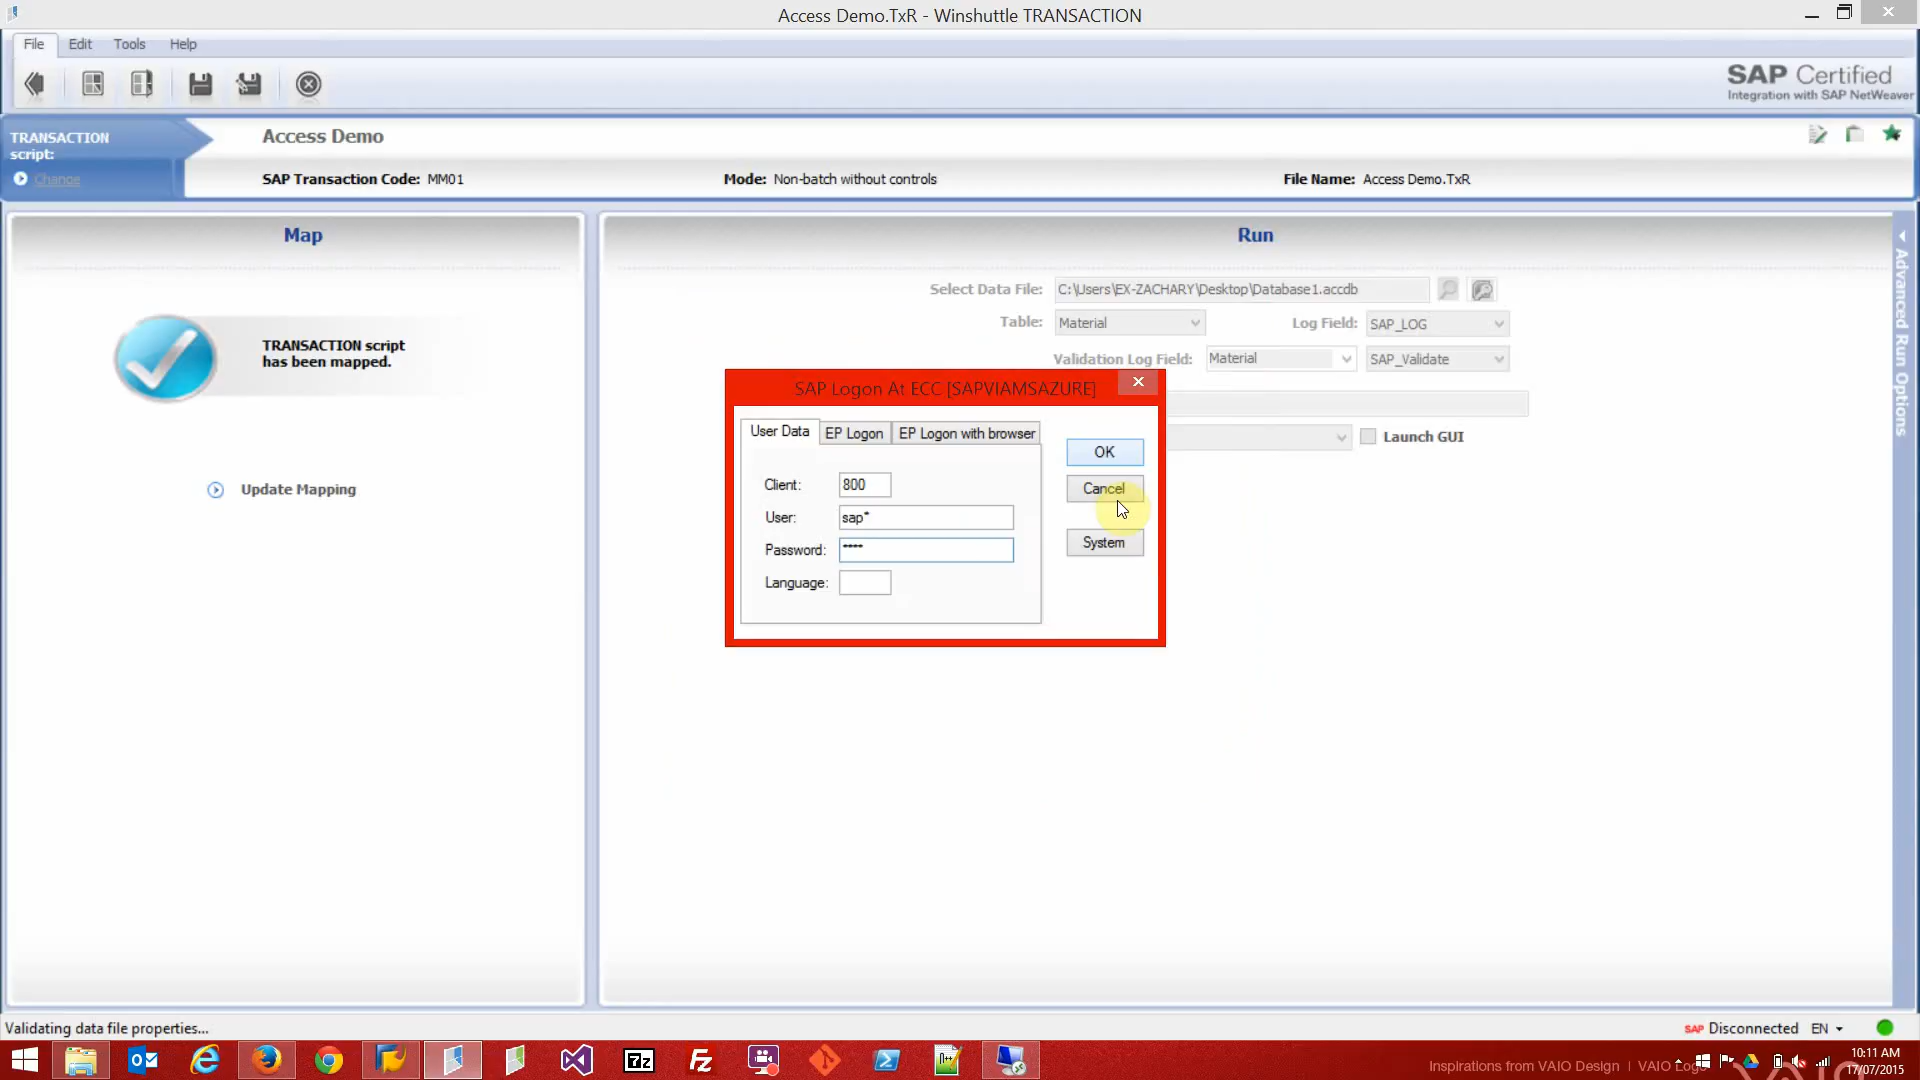 Access Demo.TxR - Winshuttle TRANSACTION
File Edit Tools Help
SAP Certified
Integration with SAP NetWeaver
TRANSACTION
script:
Change
Access Demo
SAP Transaction Code: MM01
Mode: Non-batch without controls
File Name: Access Demo.TxR
Map
Run
Advanced Run Options
TRANSACTION script
has been mapped.
Update Mapping
Select Data File: C:\Users\EX-ZACHARY\Desktop\Database1.accdb
Table: Material
Log Field: SAP_LOG
Validation Log Field: Material SAP_Validate
Launch GUI
SAP Logon At ECC [SAPVIAMSAZURE]
User Data EP Logon EP Logon with browser
Client: 800
User: sap*
Password: ****
Language:
OK
Cancel
System
Validating data file properties...
SAP Disconnected EN
7z
Fz
Inspirations from VAIO Design | VAIO Logo
10:11 AM
17/07/2015